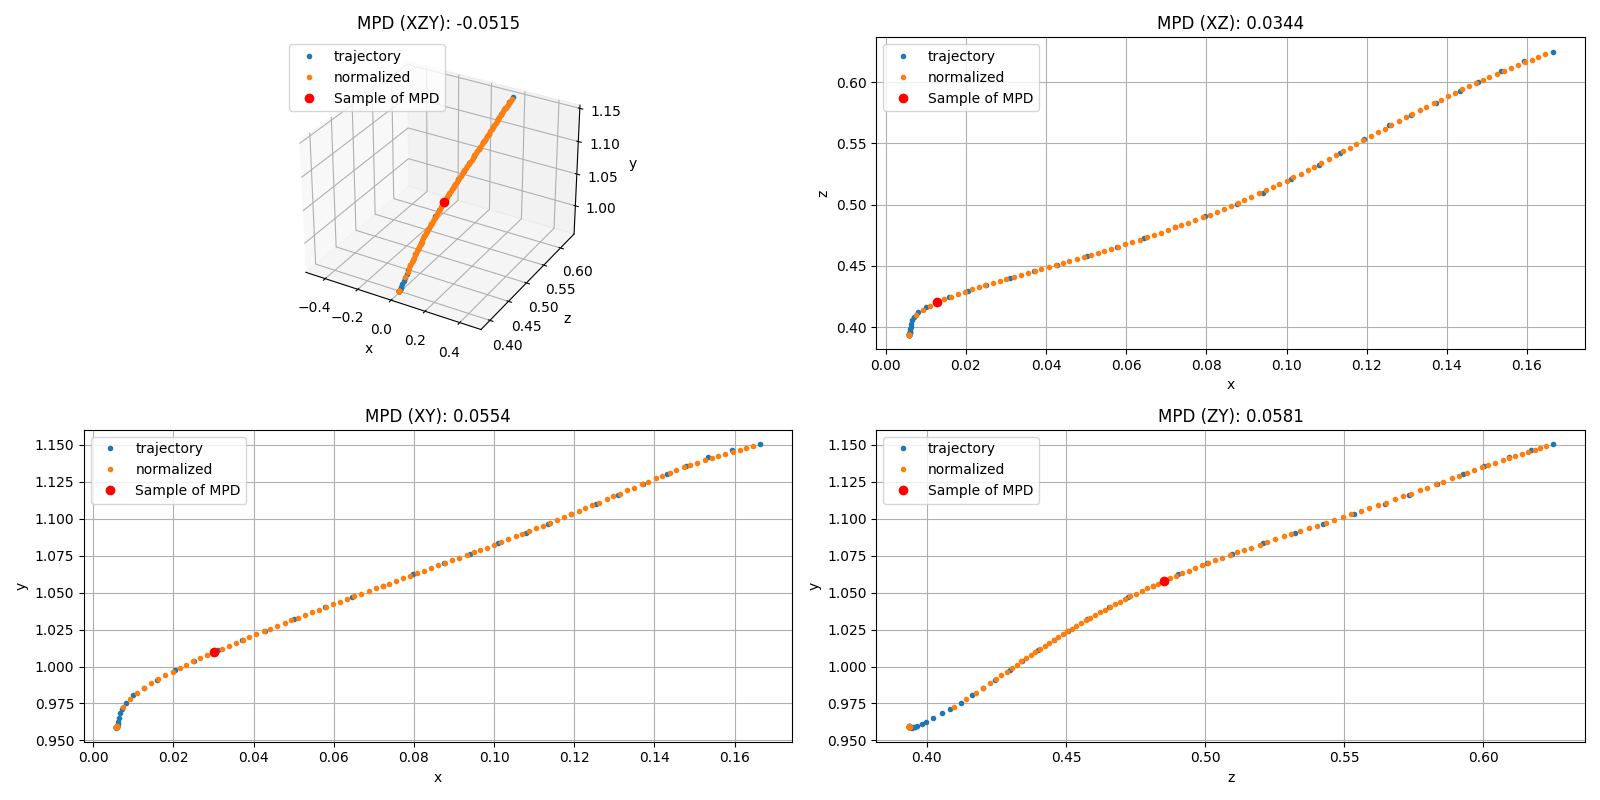 MPD (XZY): -0.0515
trajectory
normalized
Sample of MPD
1.15
1.10
1.05
1.00
y
−0.4
−0.2
0.0
0.2
0.4
x
0.40
0.45
0.50
0.55
0.60
z
MPD (XZ): 0.0344
trajectory
normalized
Sample of MPD
0.60
0.55
0.50
0.45
0.40
z
0.00 0.02 0.04 0.06 0.08 0.10 0.12 0.14 0.16
x
MPD (XY): 0.0554
trajectory
normalized
Sample of MPD
1.150
1.125
1.100
1.075
1.050
1.025
1.000
0.975
0.950
y
0.00 0.02 0.04 0.06 0.08 0.10 0.12 0.14 0.16
x
MPD (ZY): 0.0581
trajectory
normalized
Sample of MPD
1.150
1.125
1.100
1.075
1.050
1.025
1.000
0.975
0.950
y
0.40 0.45 0.50 0.55 0.60
z